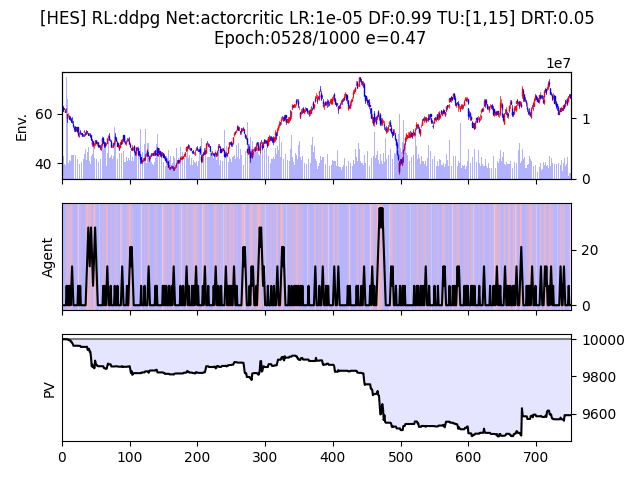 [HES] RL:ddpg Net:actorcritic LR:1e-05 DF:0.99 TU:[1,15] DRT:0.05
Epoch:0528/1000 e=0.47
1e7
Env.
60
40
1
0
Agent
20
0
PV
10000
9800
9600
0 100 200 300 400 500 600 700